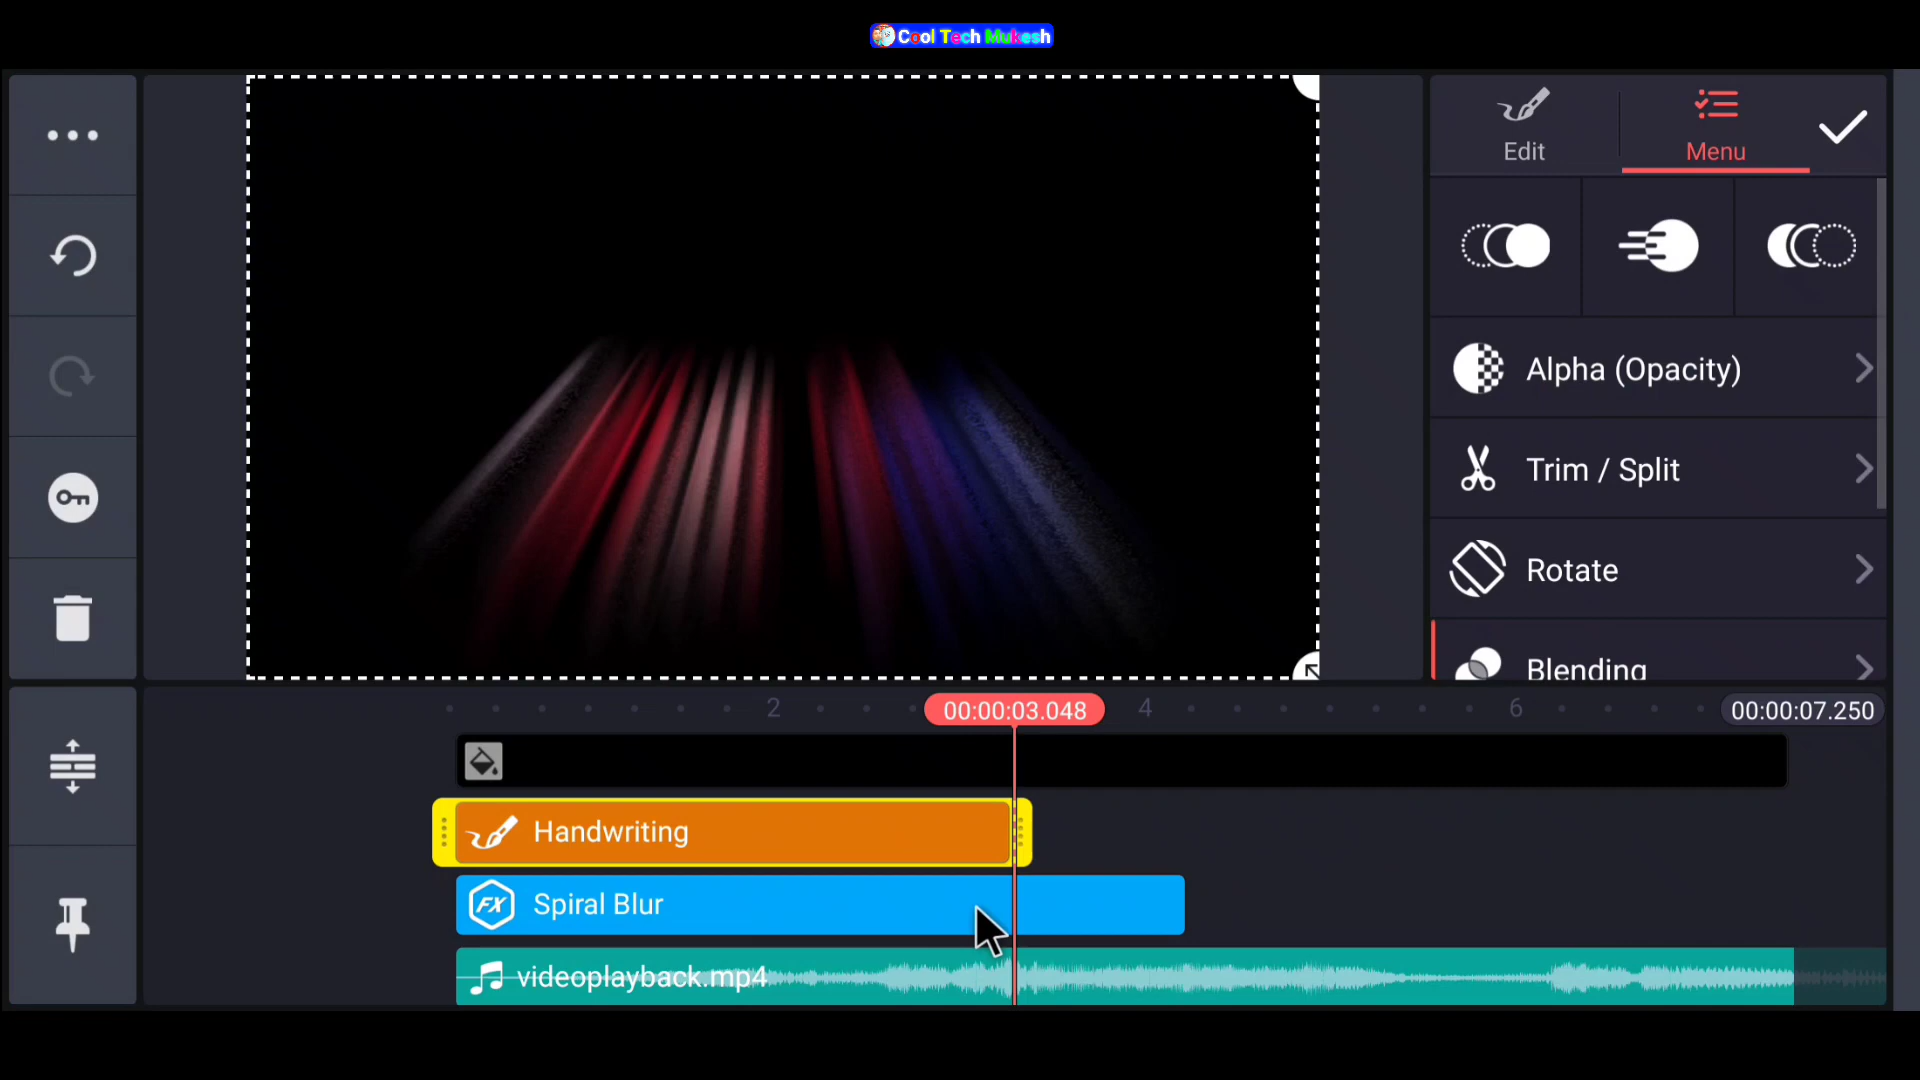 Cool Tech Mukesh
Edit
Menu
Alpha (Opacity)
Trim / Split
Rotate
Blending
2
00:00:03.048
4
6
00:00:07.250
Handwriting
FX
Spiral Blur
videoplayback.mp4